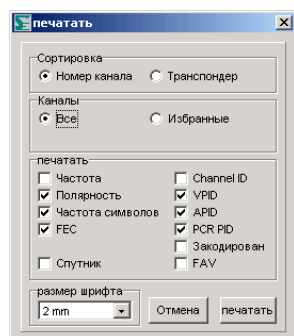 печатать
Сортировка
Номер канала Транспондер
Каналы
Все Избранные
печатать
Частота Channel ID
Полярность VPID
Частота символов APID
FEC PCR PID
Закодирован
Спутник FAV
размер шрифта
2 mm Отмена печатать